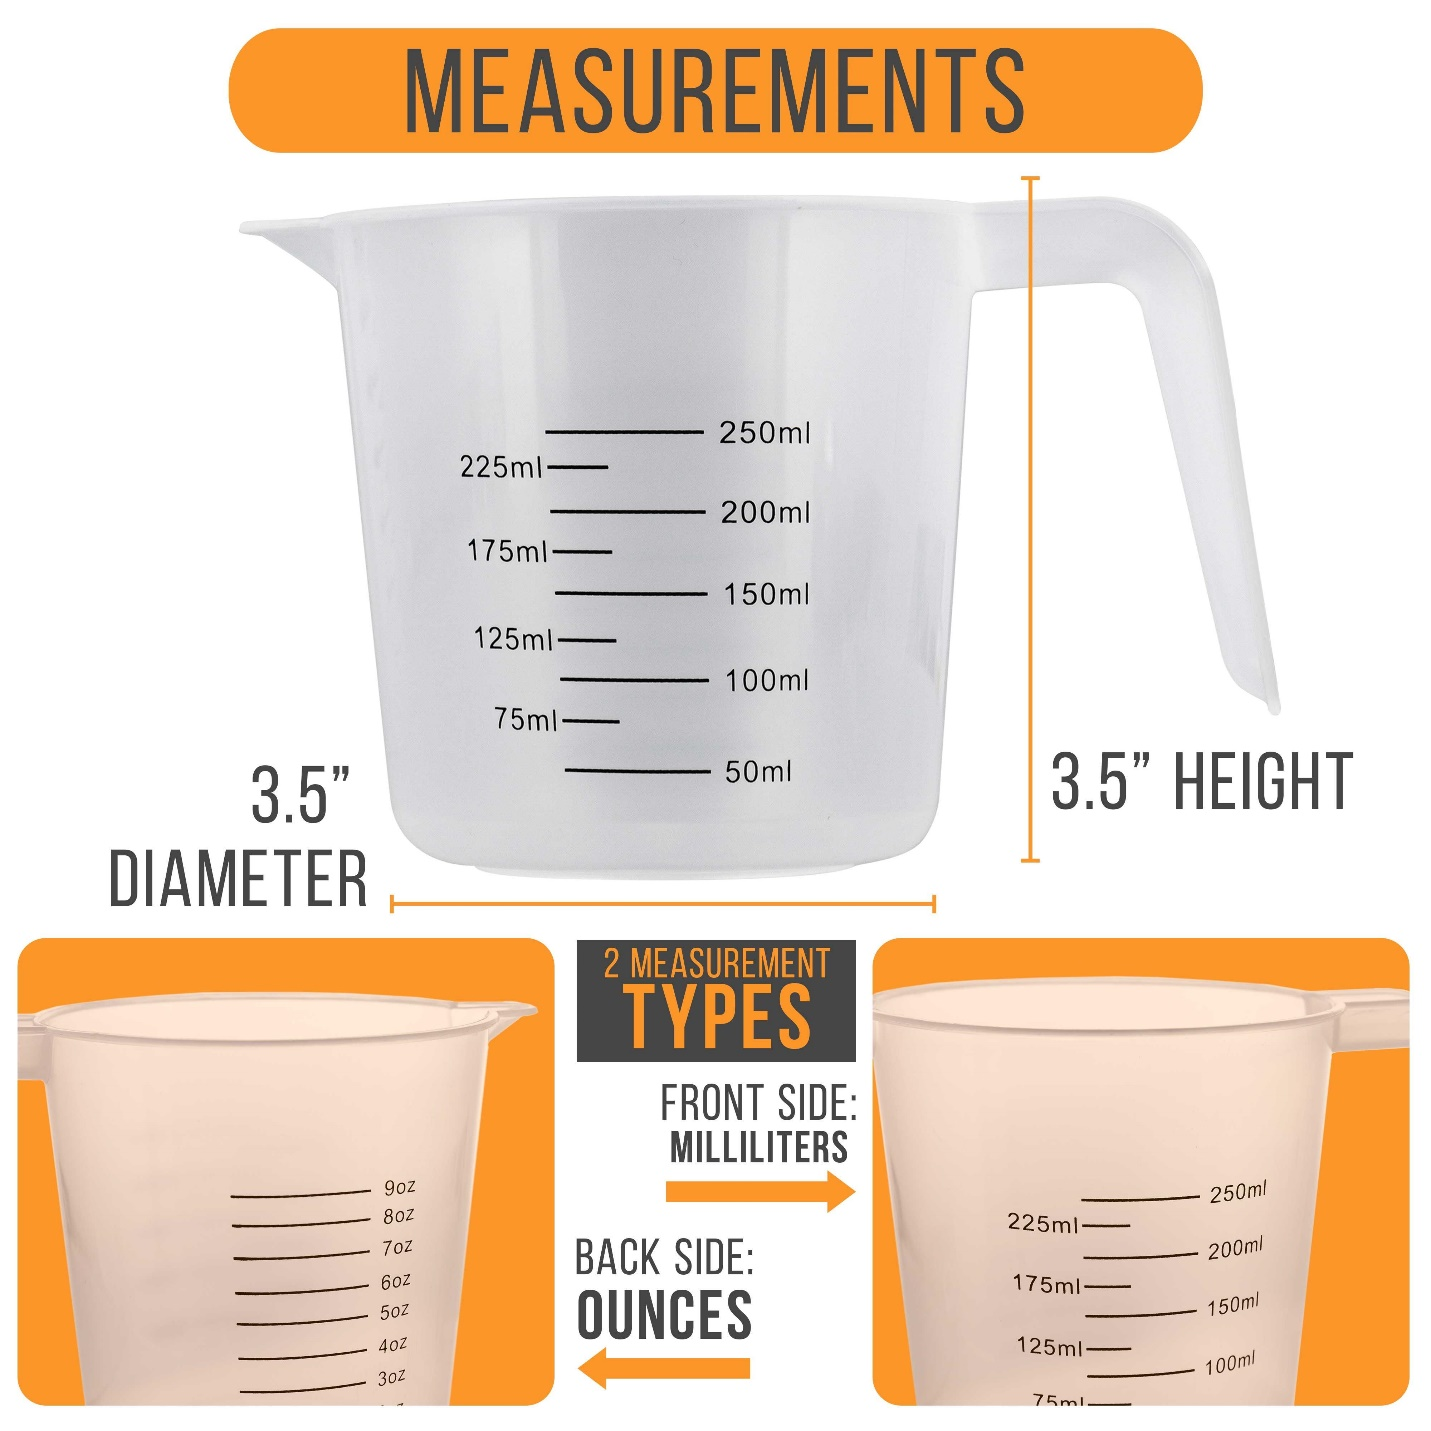 MEASUREMENTS
250ml
225ml
200ml
175ml
150ml
125ml
100ml
75ml
50ml
3.5”
DIAMETER
3.5” HEIGHT
2 MEASUREMENT
TYPES
FRONT SIDE:
MILLILITERS
BACK SIDE:
OUNCES
9oz
8oz
7oz
6oz
5oz
4oz
3oz
250ml
225ml
200ml
175ml
150ml
125ml
100ml
75ml